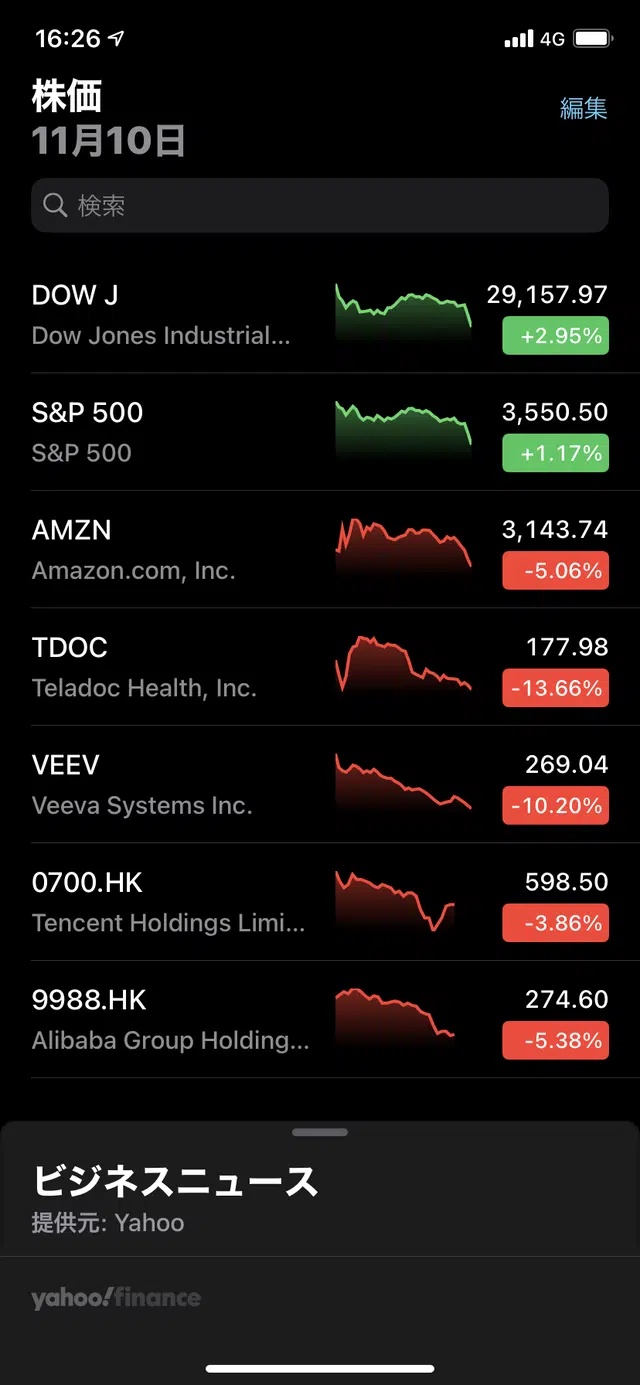 16:26
4G
株価
編集
11月10日
検索
DOW J
29,157.97
Dow Jones Industrial...
+2.95%
S&P 500
3,550.50
S&P 500
+1.17%
AMZN
3,143.74
Amazon.com, Inc.
-5.06%
TDOC
177.98
Teladoc Health, Inc.
-13.66%
VEEV
269.04
Veeva Systems Inc.
-10.20%
0700.HK
598.50
Tencent Holdings Limi...
-3.86%
9988.HK
274.60
Alibaba Group Holding...
-5.38%
ビジネスニュース
提供元: Yahoo
yahoo!finance